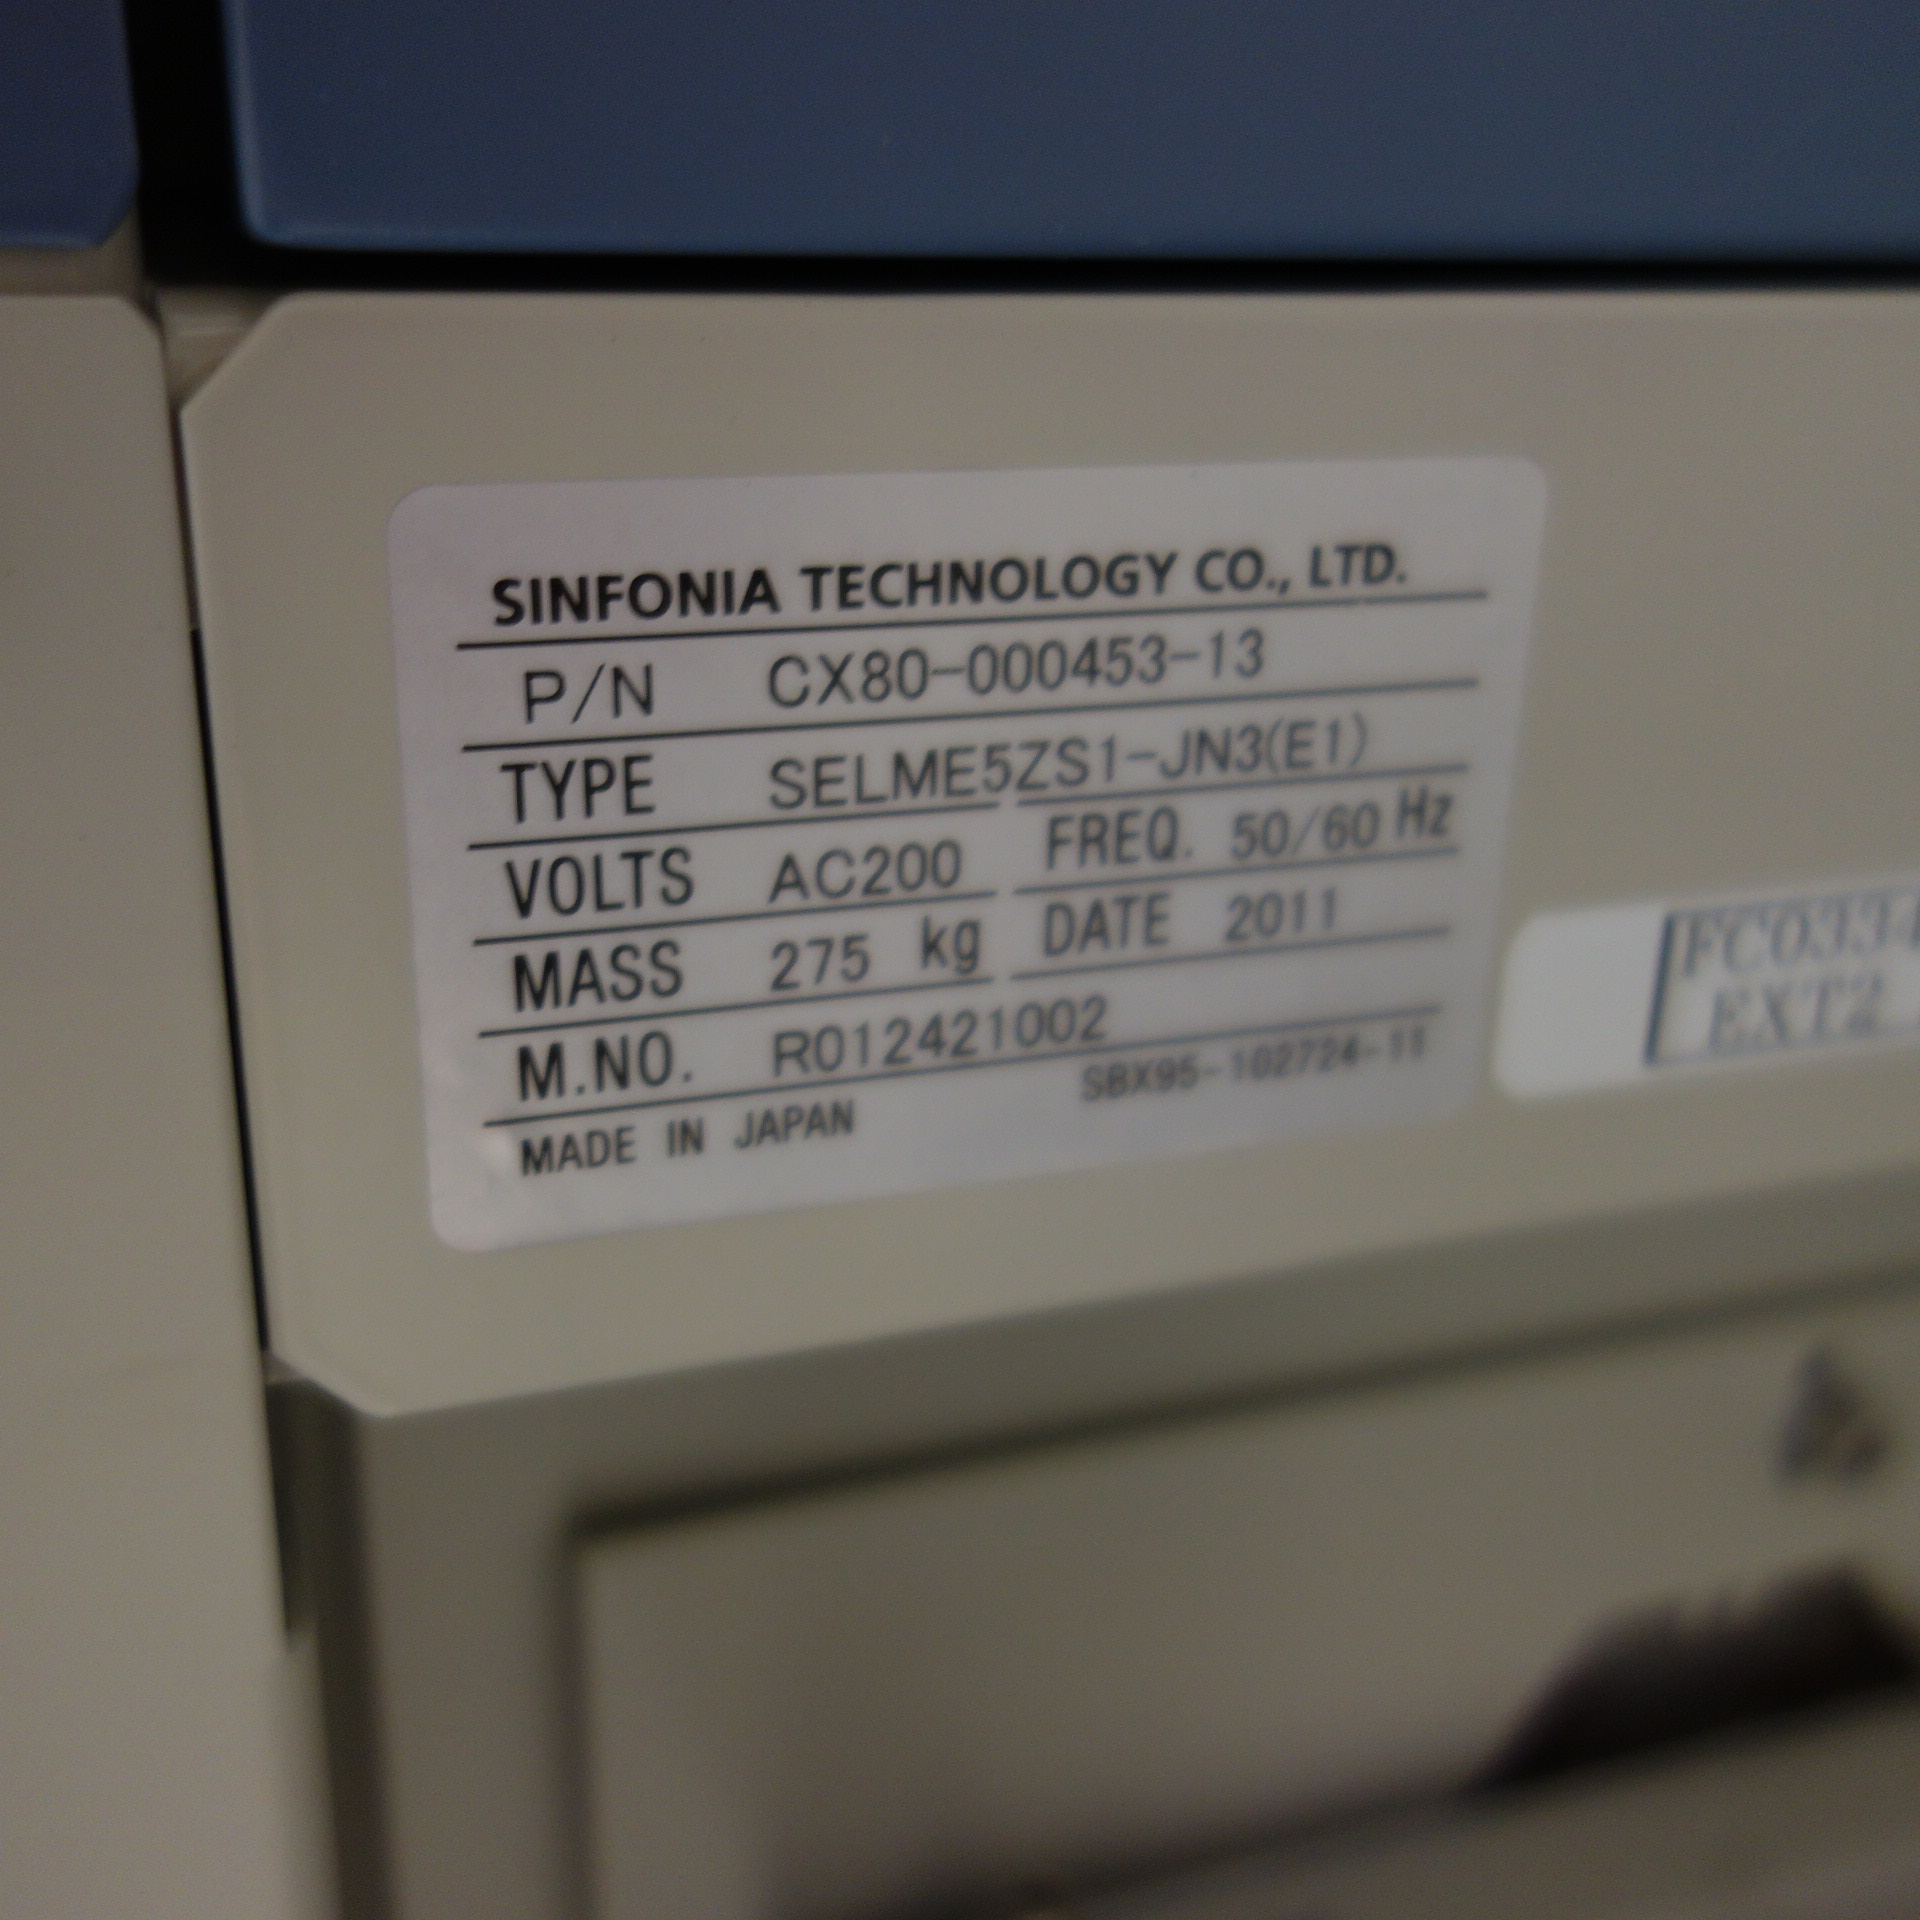 SINFONIA TECHNOLOGY CO., LTD.
P/N CX80-000453-13
TYPE SELME5ZS1-JN3(E1)
VOLTS AC200 FREQ. 50/60 Hz
MASS 275 kg DATE 2011
M.NO. R012421002
MADE IN JAPAN SBX95-102724-11
EXT2